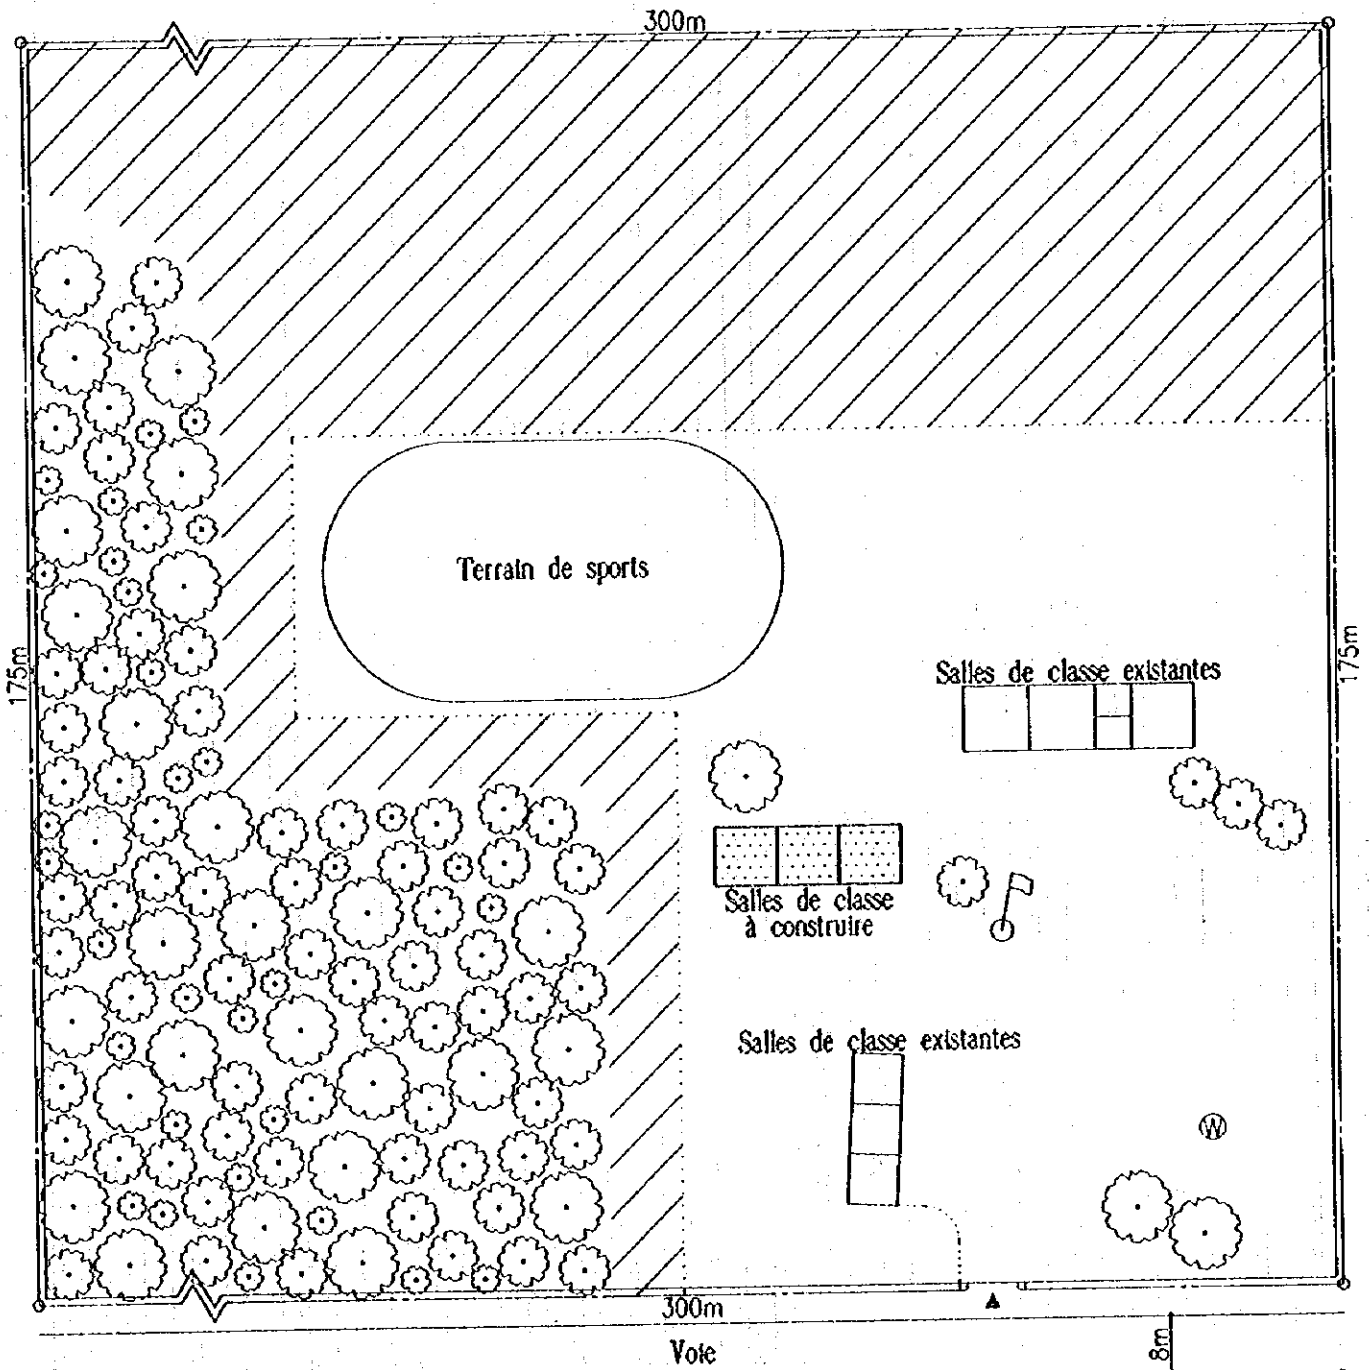 300m
Terrain de sports
175m
175m
Salles de classe existantes
Salles de classe
à construire
Salles de classe existantes
W
300m
Voie
8m